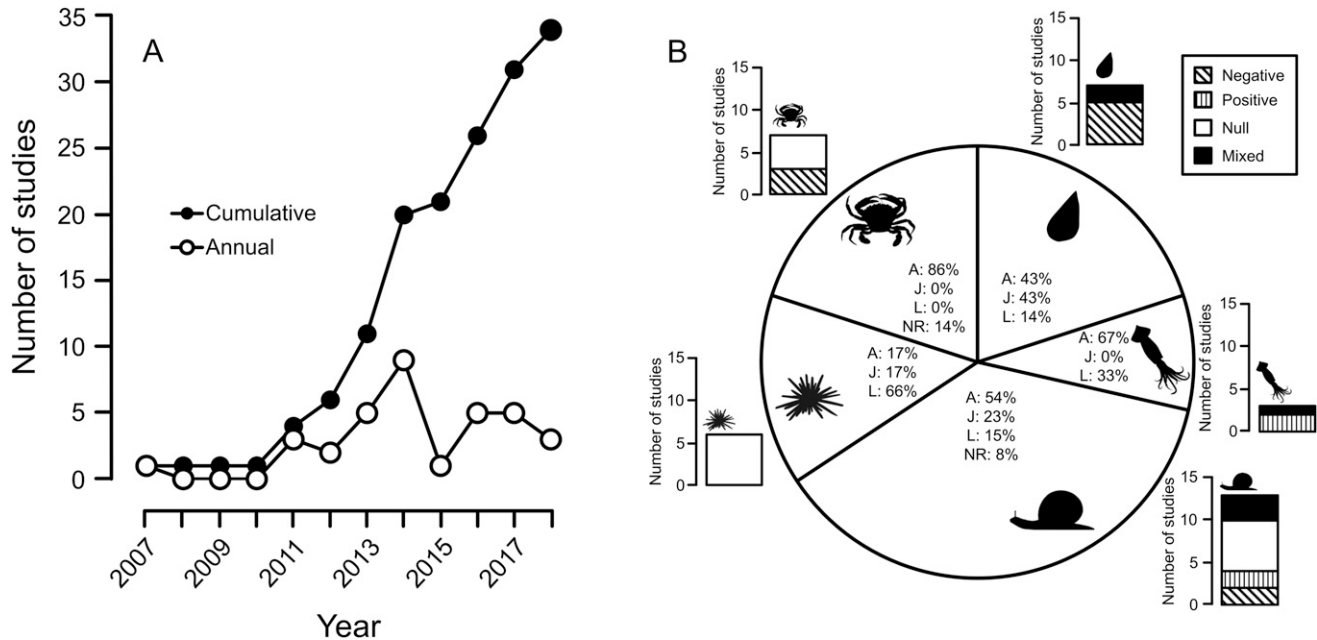 A
35
30
25
20
15
10
5
0
Number of studies
Cumulative
Annual
2007
2009
2011
2013
2015
2017
Year
B
15
10
5
0
Number of studies
15
10
5
0
Number of studies
Negative
Positive
Null
Mixed
A: 86%
J: 0%
L: 0%
NR: 14%
A: 43%
J: 43%
L: 14%
A: 67%
J: 0%
L: 33%
15
10
5
0
Number of studies
A: 17%
J: 17%
L: 66%
15
10
5
0
Number of studies
A: 54%
J: 23%
L: 15%
NR: 8%
15
10
5
0
Number of studies